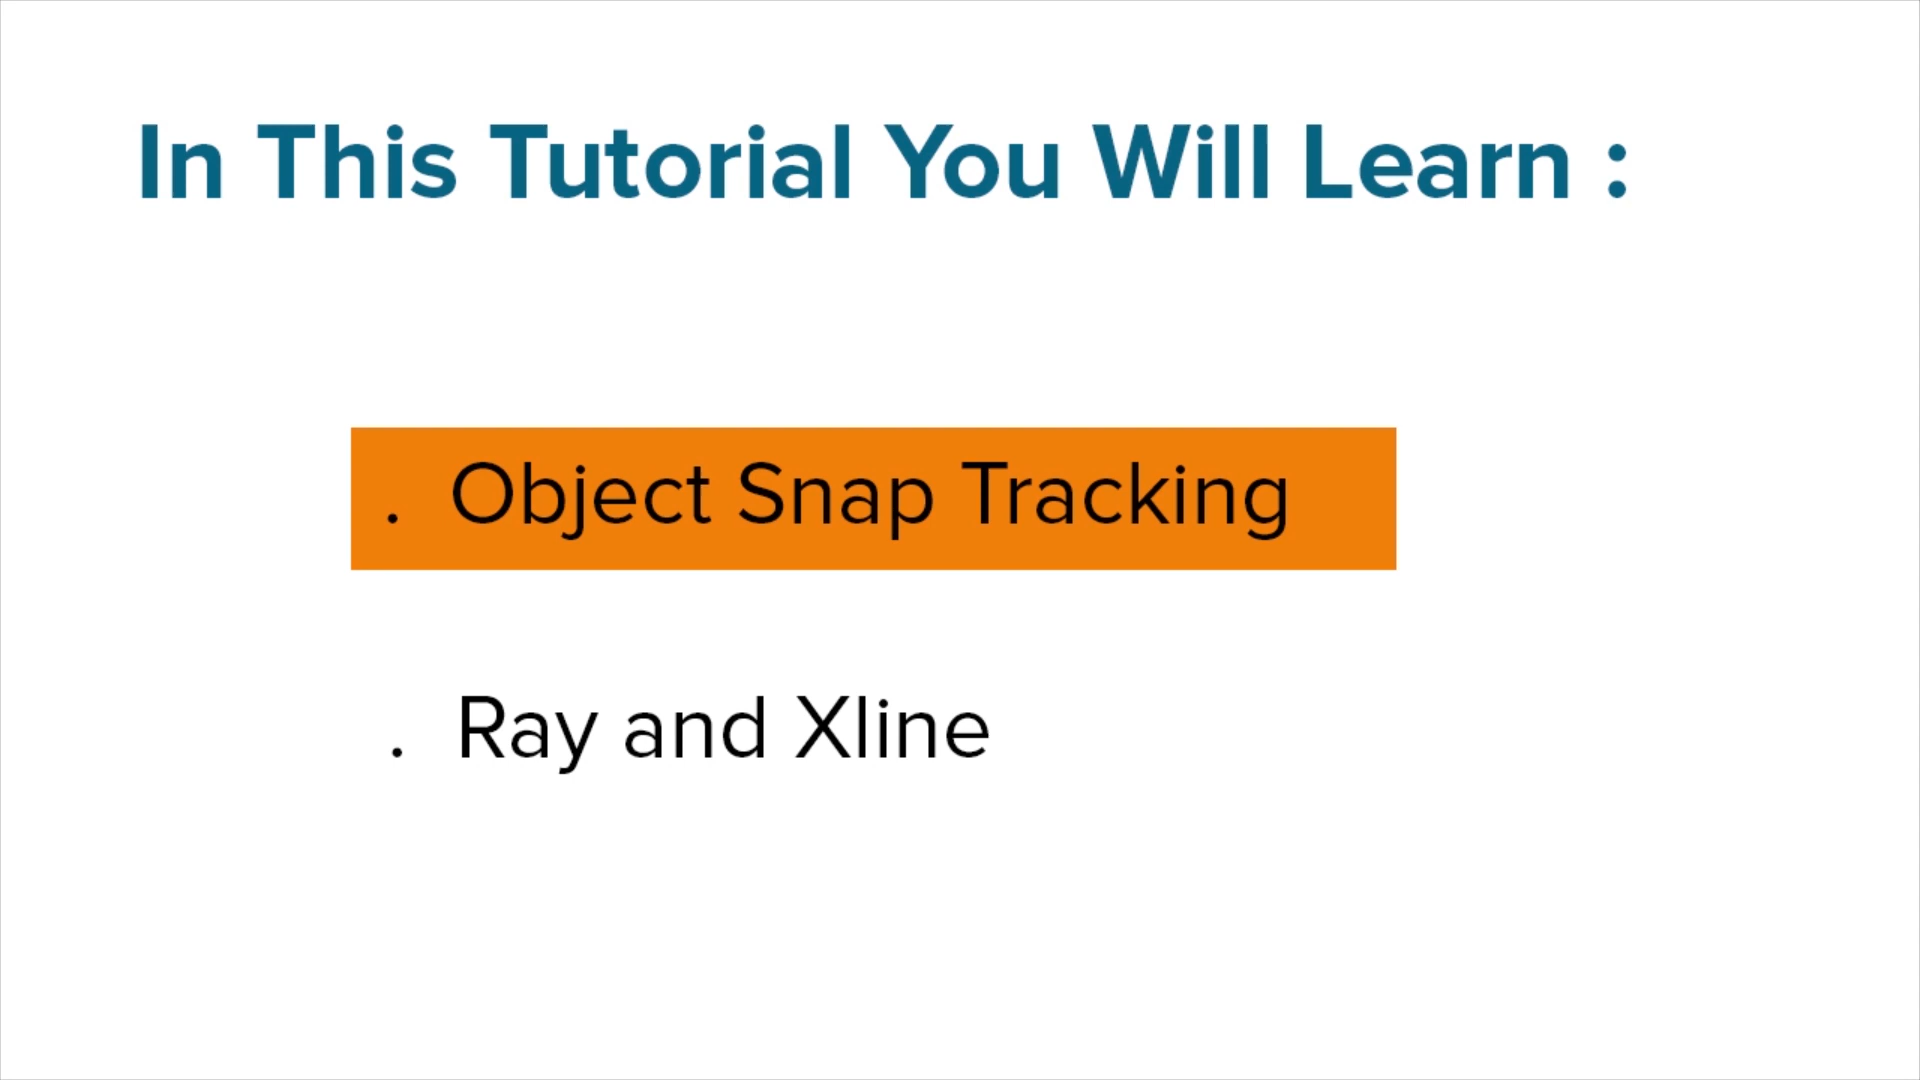 In This Tutorial You Will Learn :
. Object Snap Tracking
. Ray and Xline